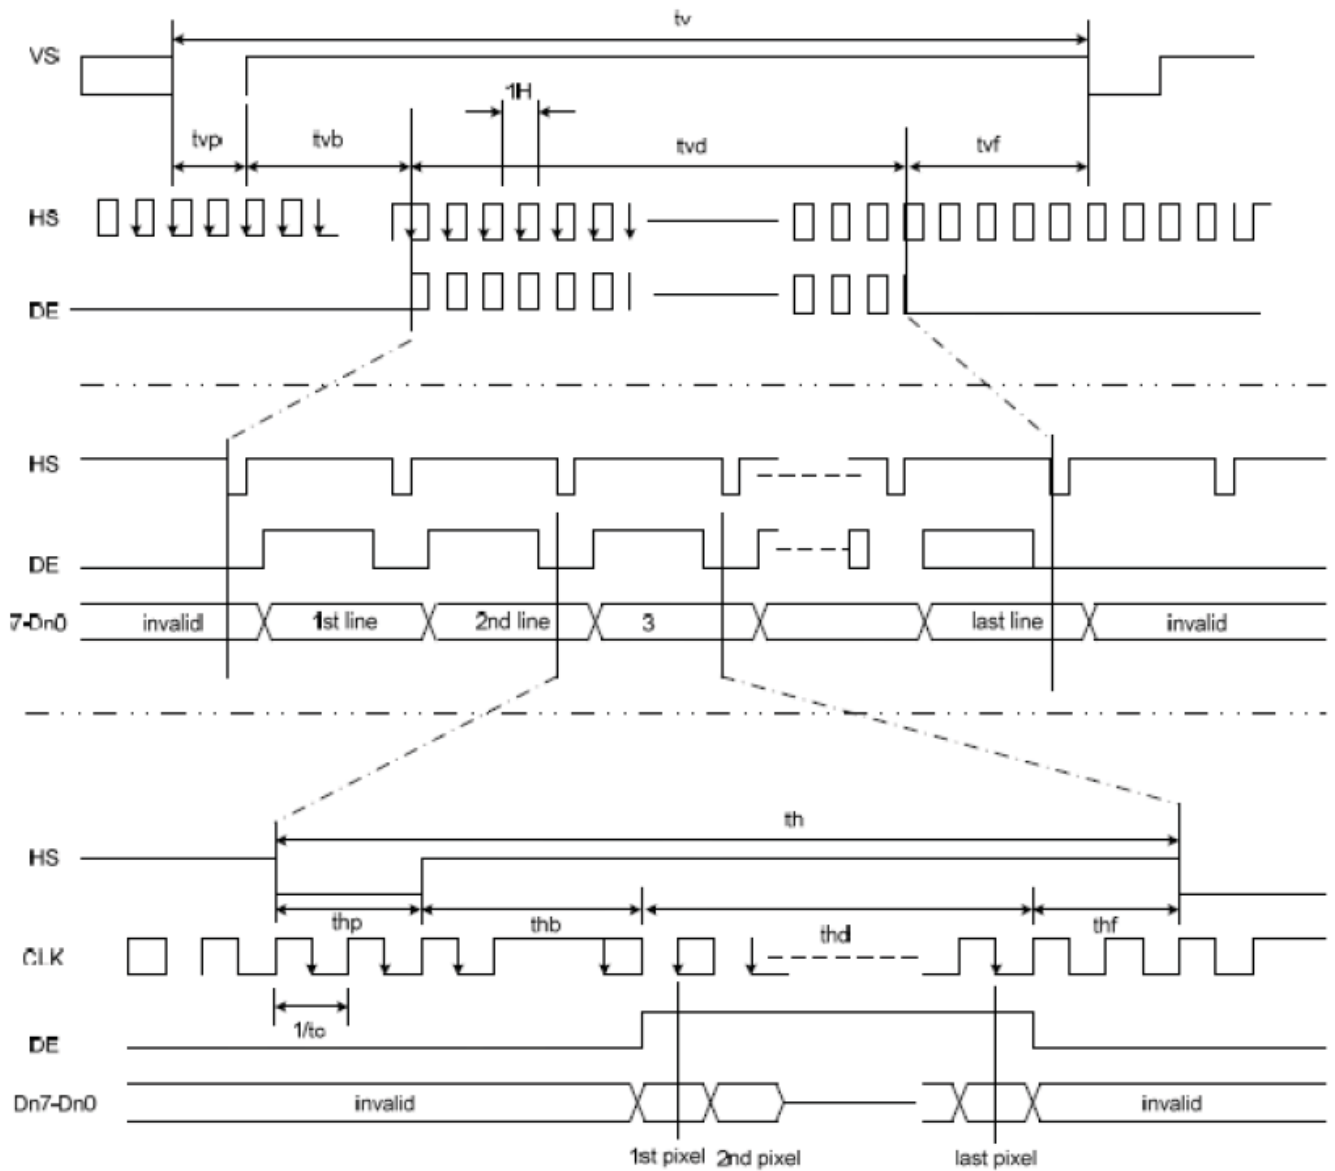 tv
VS
1H
tvp
tvb
tvd
tvf
HS
DE
HS
DE
7-Dn0
invalid
1st line
2nd line
3
last line
invalid
th
HS
thp
thb
thd
thf
CLK
1/tc
DE
Dn7-Dn0
invalid
invalid
1st pixel
2nd pixel
last pixel